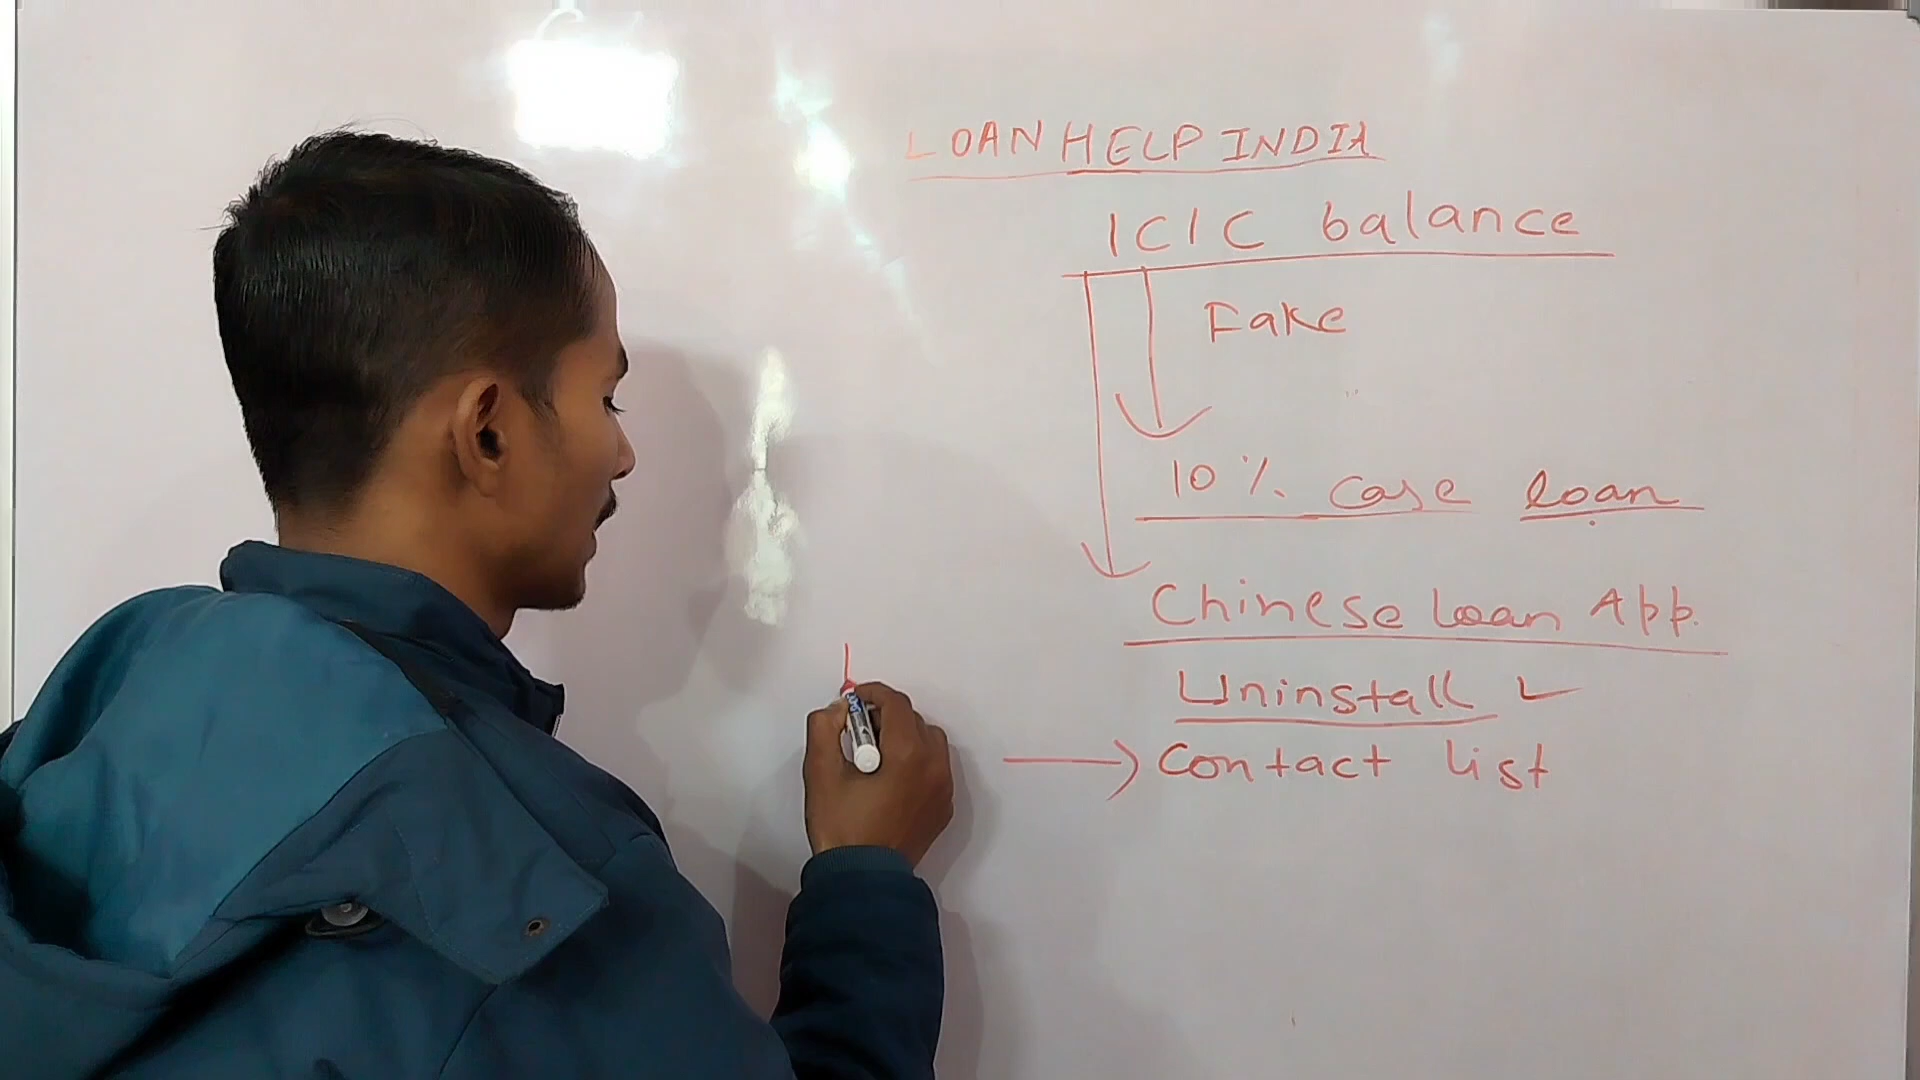 LOAN HELP INDIA
ICIC balance
Fake
10% case loan
Chinese loan App.
Uninstall
Contact list